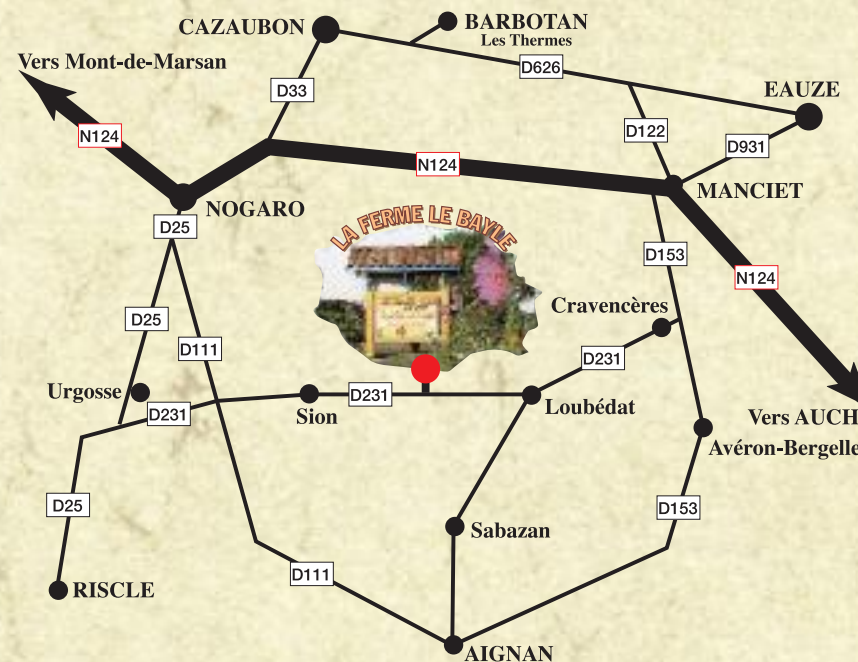 CAZAUBON
BARBOTAN
Les Thermes
Vers Mont-de-Marsan
D626
D33
EAUZE
N124
D122
D931
N124
MANCIET
NOGARO
D25
LA FERME LE BAYLE
D153
N124
Cravencères
D25
D111
D231
Urgosse
D231
Sion
D231
Loubédat
Vers AUCH
Avéron-Bergelle
D25
D153
Sabazan
D111
RISCLE
AIGNAN